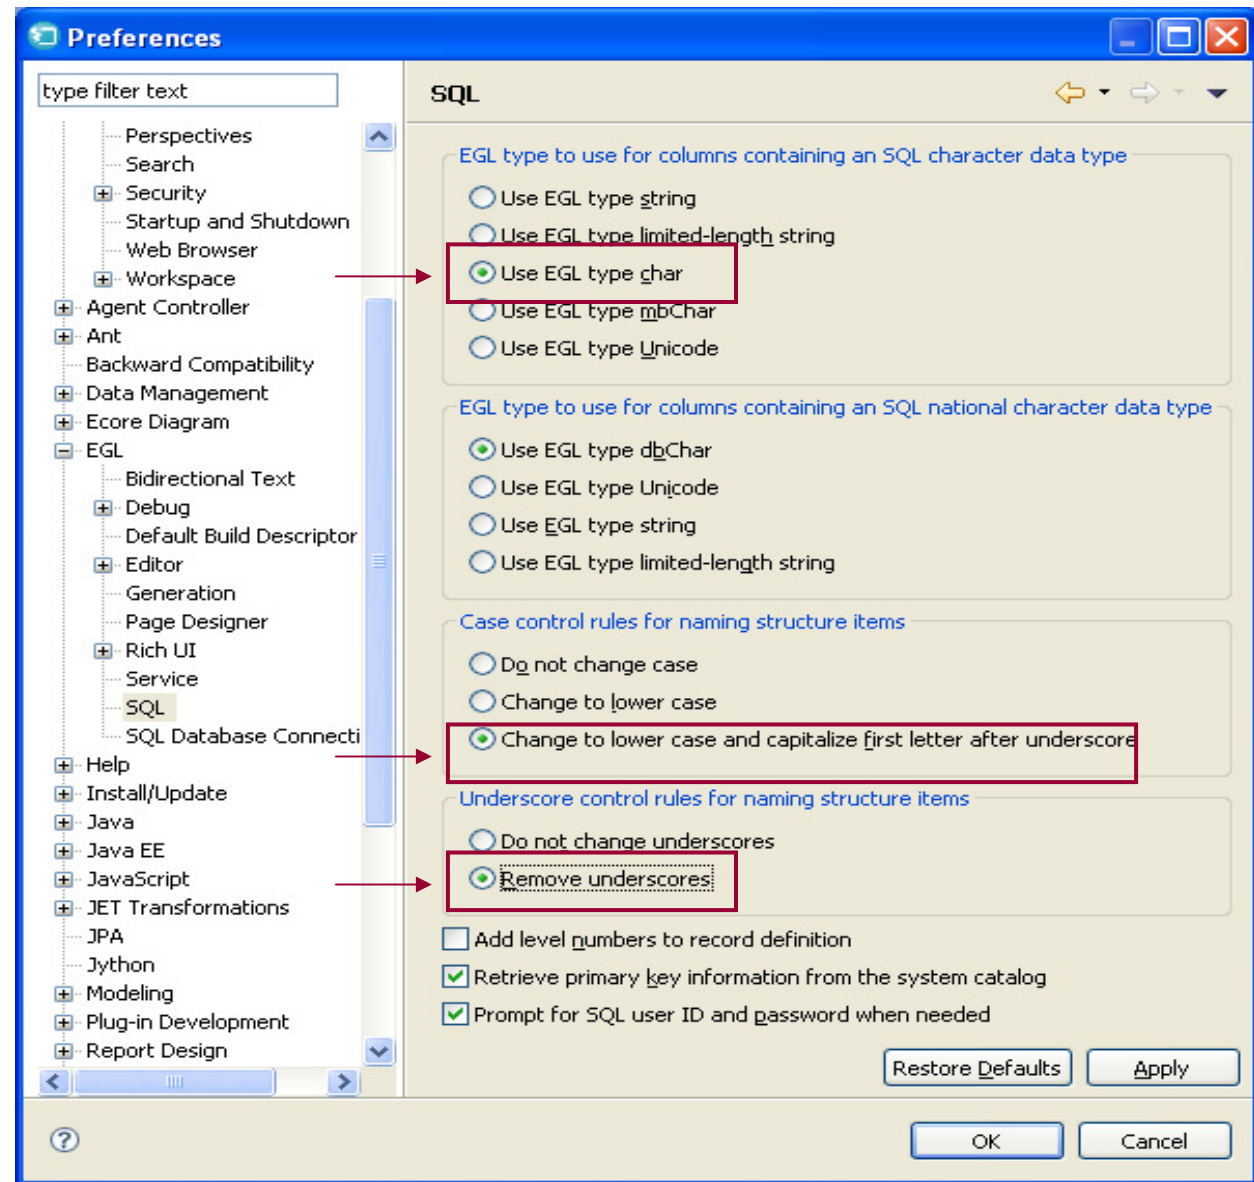 Preferences
type filter text
Perspectives
Search
Security
Startup and Shutdown
Web Browser
Workspace
Agent Controller
Ant
Backward Compatibility
Data Management
Ecore Diagram
EGL
Bidirectional Text
Debug
Default Build Descriptor
Editor
Generation
Page Designer
Rich UI
Service
SQL
SQL Database Connecti
Help
Install/Update
Java
Java EE
JavaScript
JET Transformations
JPA
Jython
Modeling
Plug-in Development
Report Design
SQL
EGL type to use for columns containing an SQL character data type
Use EGL type string
Use EGL type limited-length string
Use EGL type char
Use EGL type mbChar
Use EGL type Unicode
EGL type to use for columns containing an SQL national character data type
Use EGL type dbChar
Use EGL type Unicode
Use EGL type string
Use EGL type limited-length string
Case control rules for naming structure items
Do not change case
Change to lower case
Change to lower case and capitalize first letter after underscore
Underscore control rules for naming structure items
Do not change underscores
Remove underscores
Add level numbers to record definition
Retrieve primary key information from the system catalog
Prompt for SQL user ID and password when needed
Restore Defaults
Apply
?
OK
Cancel